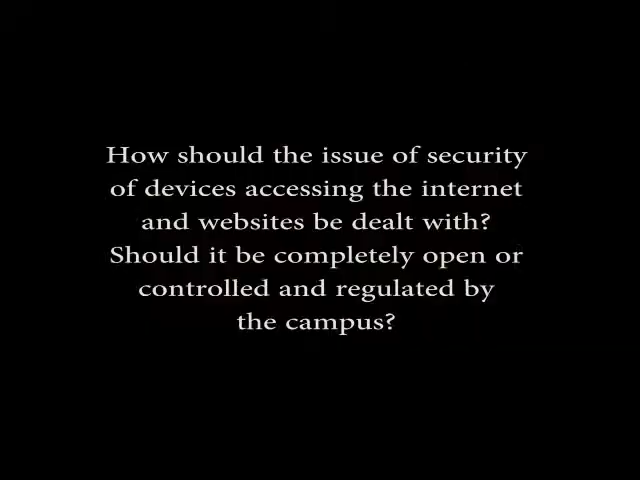 How should the issue of security
of devices accessing the internet
and websites be dealt with?
Should it be completely open or
controlled and regulated by
the campus?